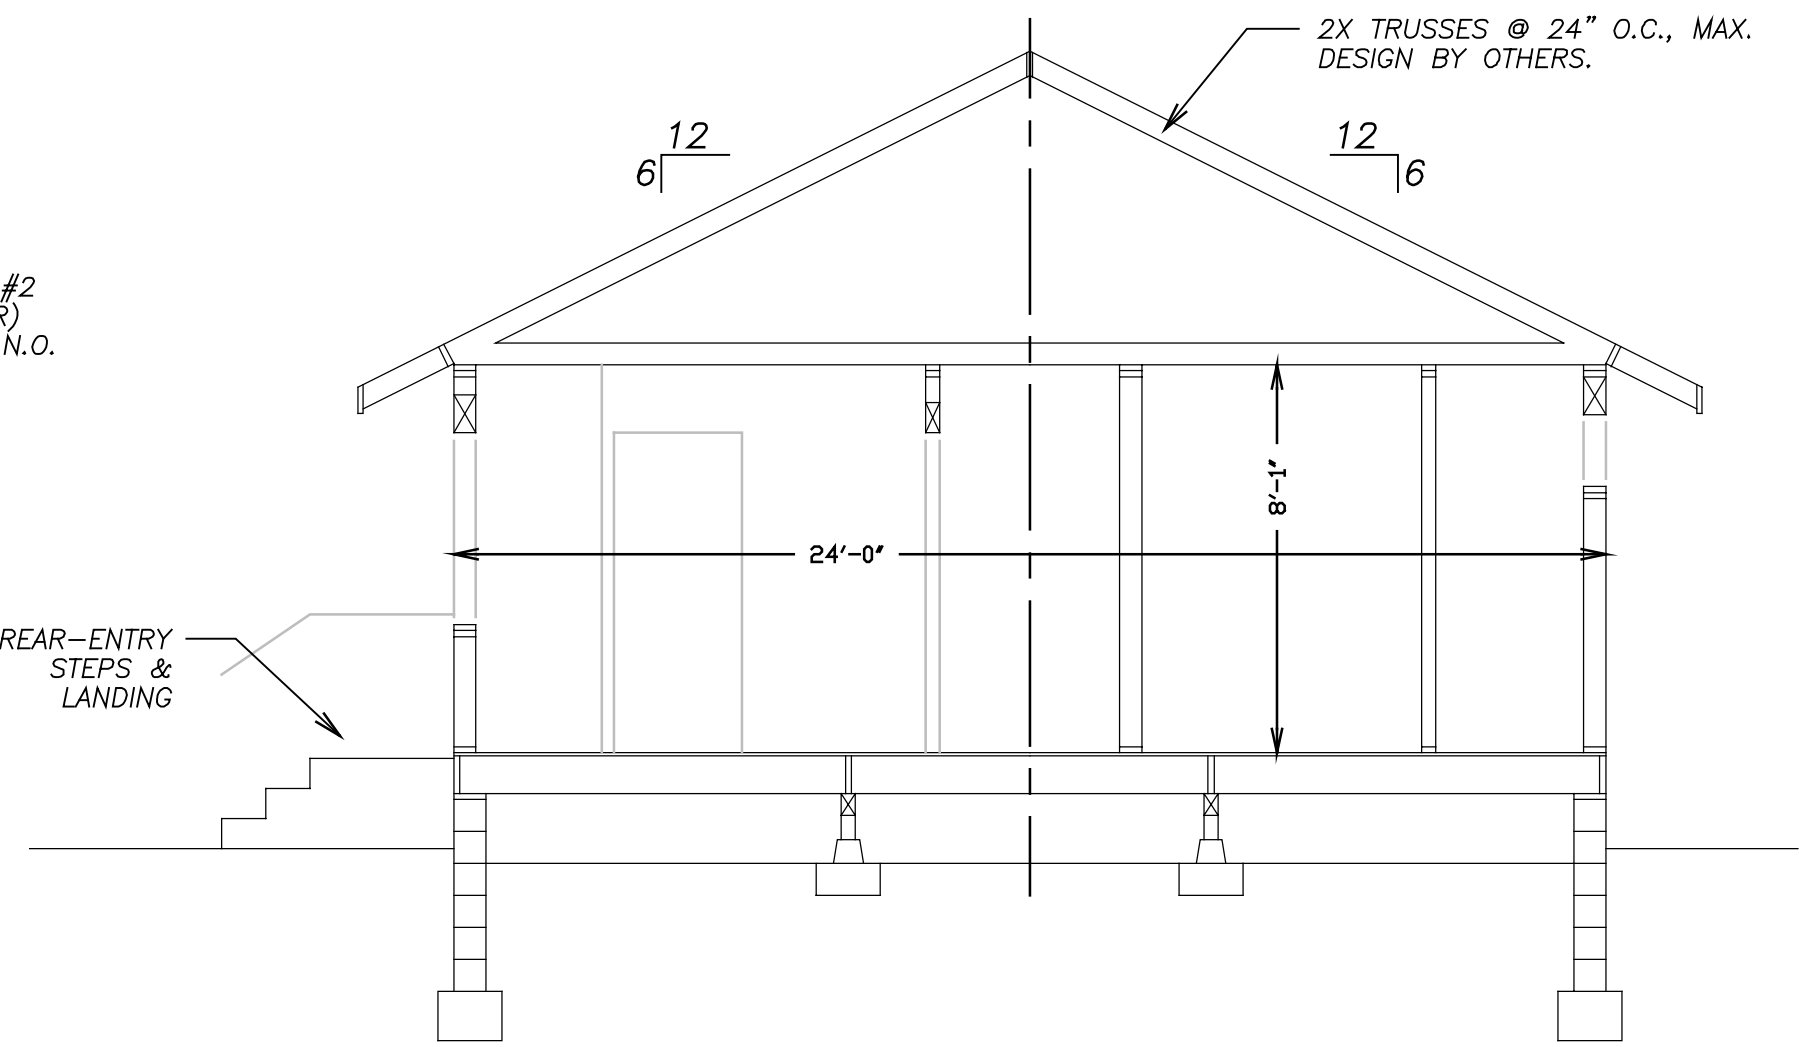 2X TRUSSES @ 24" O.C., MAX.
DESIGN BY OTHERS.
12
6
12
6
#2
R)
N.O.
8'-1"
24'-0"
REAR-ENTRY
STEPS &
LANDING